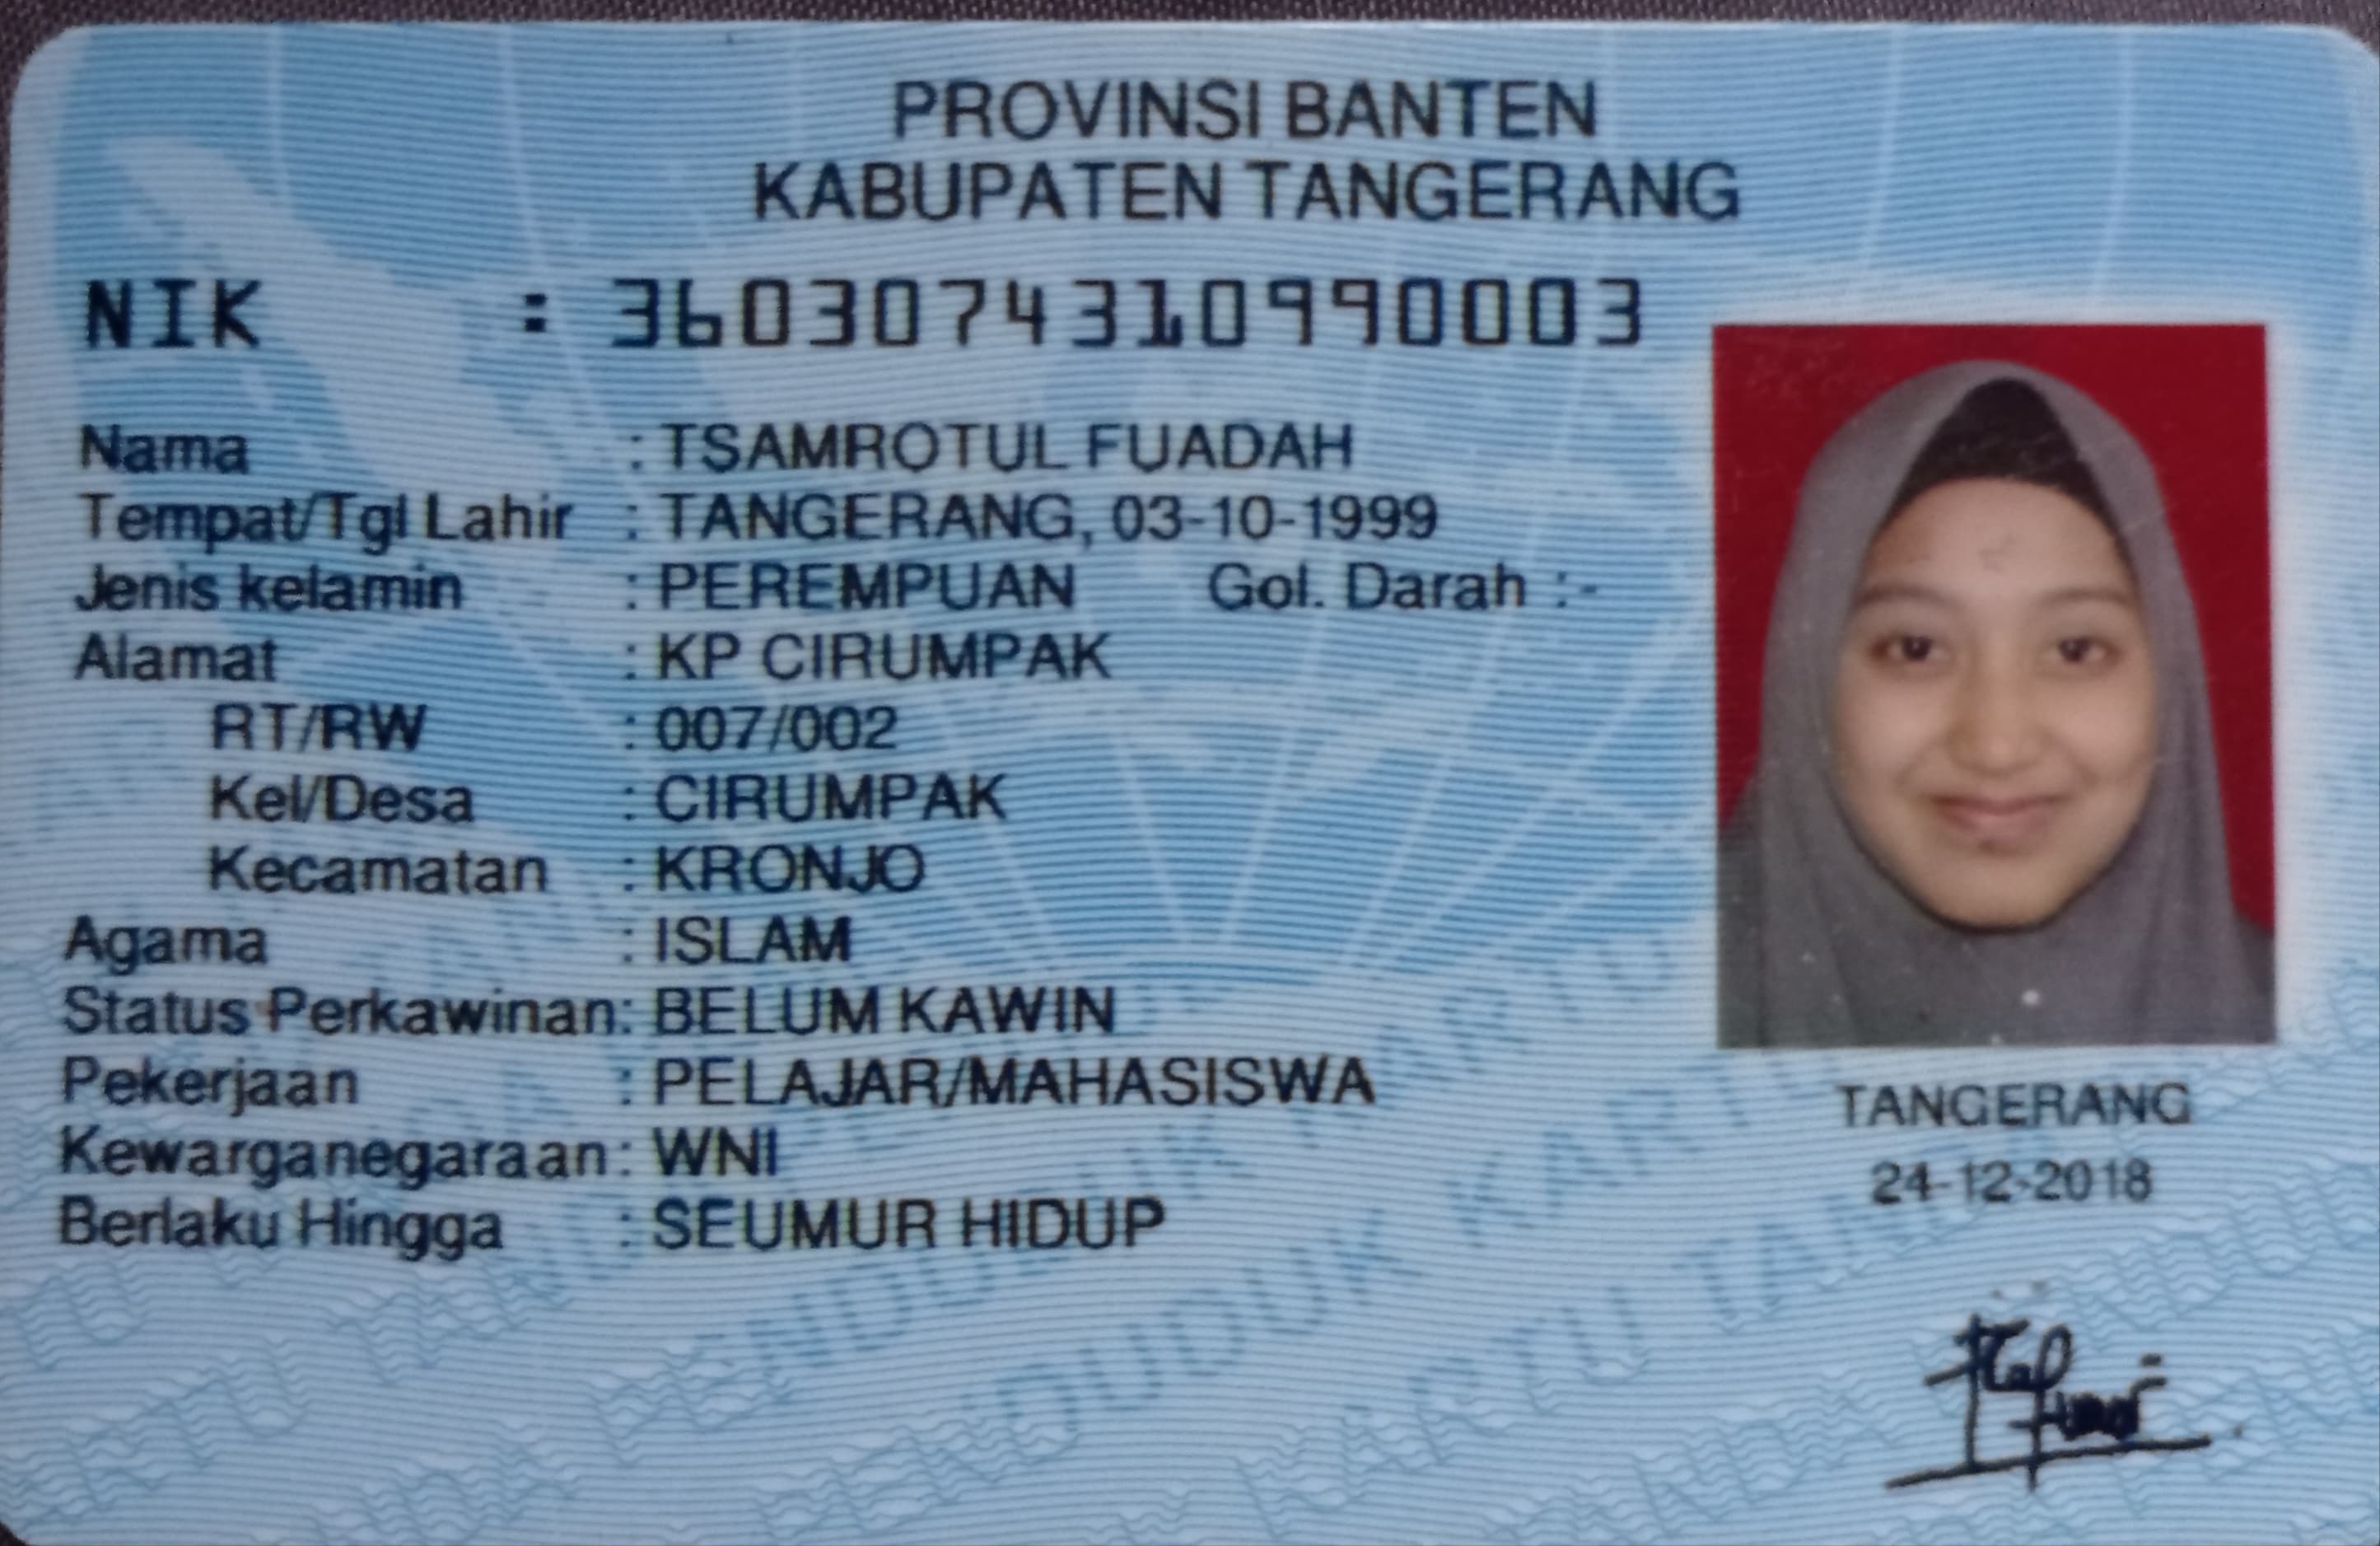 PROVINSI BANTEN
KABUPATEN TANGERANG
NIK : 3603074310990003
Nama : TSAMROTUL FUADAH
Tempat/Tgl Lahir : TANGERANG, 03-10-1999
Jenis kelamin : PEREMPUAN Gol. Darah :-
Alamat : KP CIRUMPAK
RT/RW : 007/002
Kel/Desa : CIRUMPAK
Kecamatan : KRONJO
Agama : ISLAM
Status Perkawinan: BELUM KAWIN
Pekerjaan : PELAJAR/MAHASISWA
Kewarganegaraan: WNI
Berlaku Hingga : SEUMUR HIDUP
TANGERANG
24-12-2018